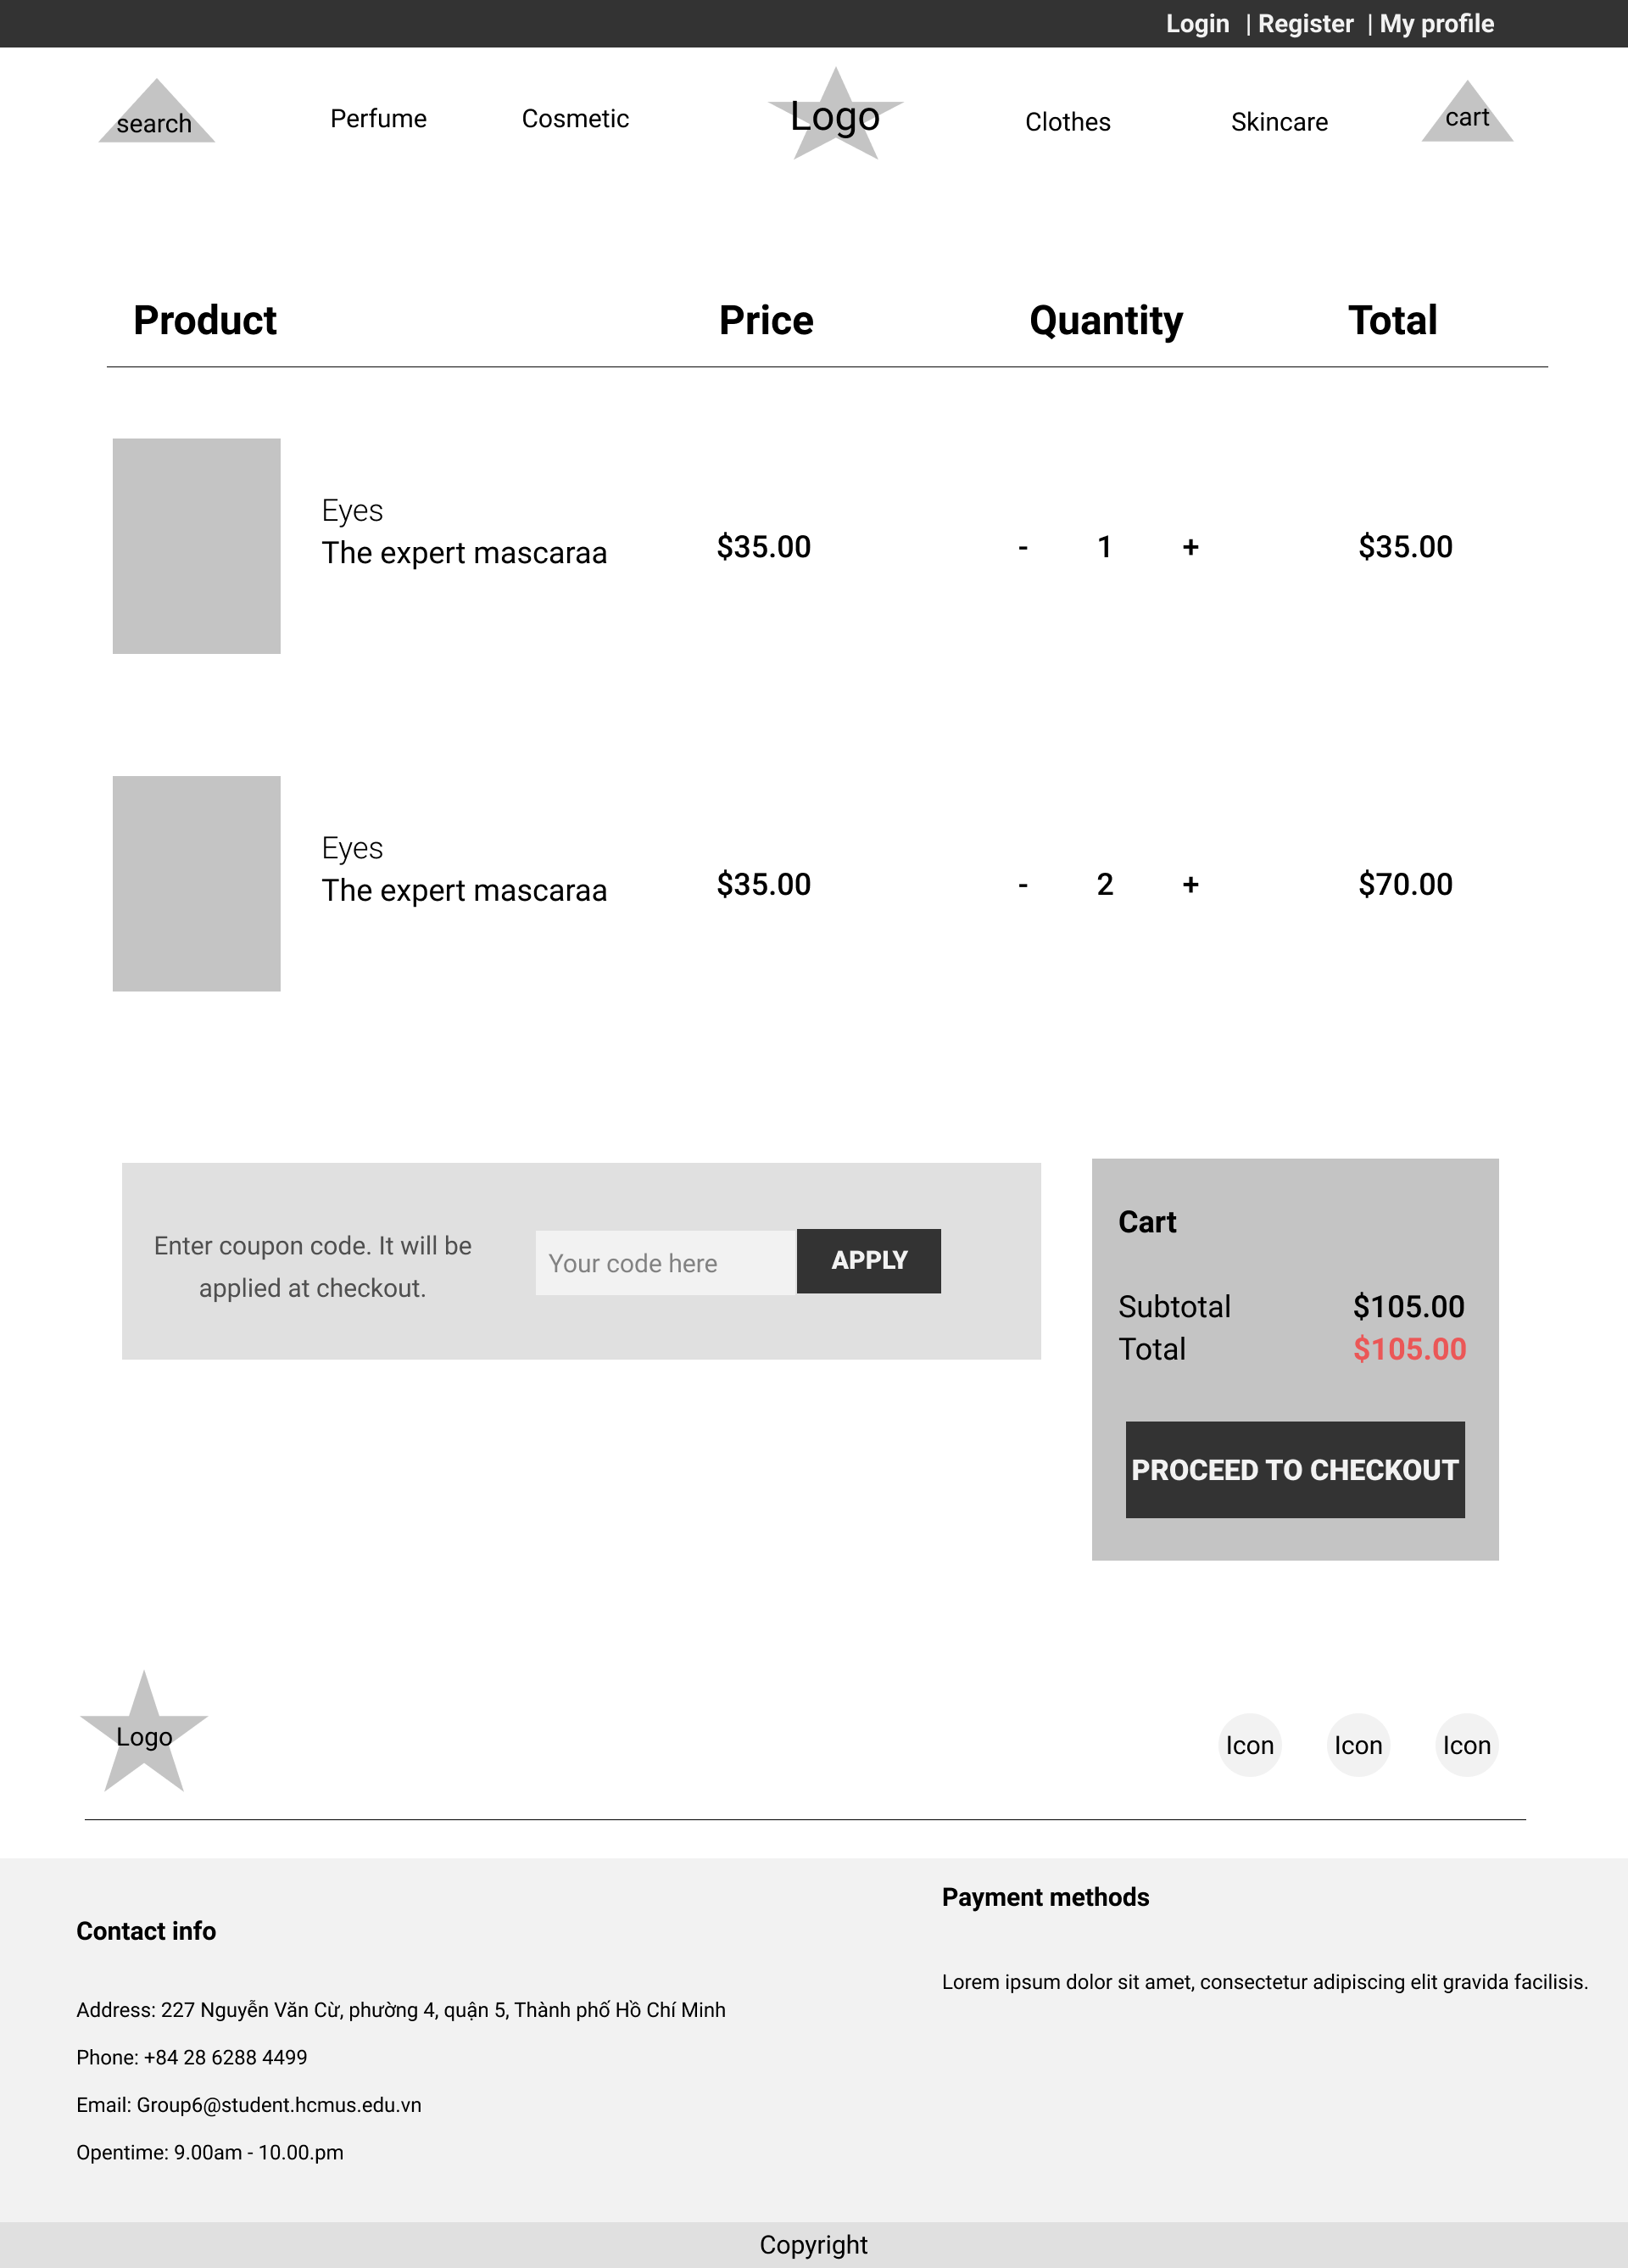 Login | Register | My profile
search
Perfume
Cosmetic
Logo
Clothes
Skincare
cart
Product Price Quantity Total
Eyes
The expert mascaraa
$35.00 - 1 + $35.00
Eyes
The expert mascaraa
$35.00 - 2 + $70.00
Enter coupon code. It will be
applied at checkout.
Your code here
APPLY
Cart
Subtotal $105.00
Total $105.00
PROCEED TO CHECKOUT
Logo
Icon Icon Icon
Contact info
Address: 227 Nguyễn Văn Cừ, phường 4, quận 5, Thành phố Hồ Chí Minh
Phone: +84 28 6288 4499
Email: Group6@student.hcmus.edu.vn
Opentime: 9.00am - 10.00.pm
Payment methods
Lorem ipsum dolor sit amet, consectetur adipiscing elit gravida facilisis.
Copyright